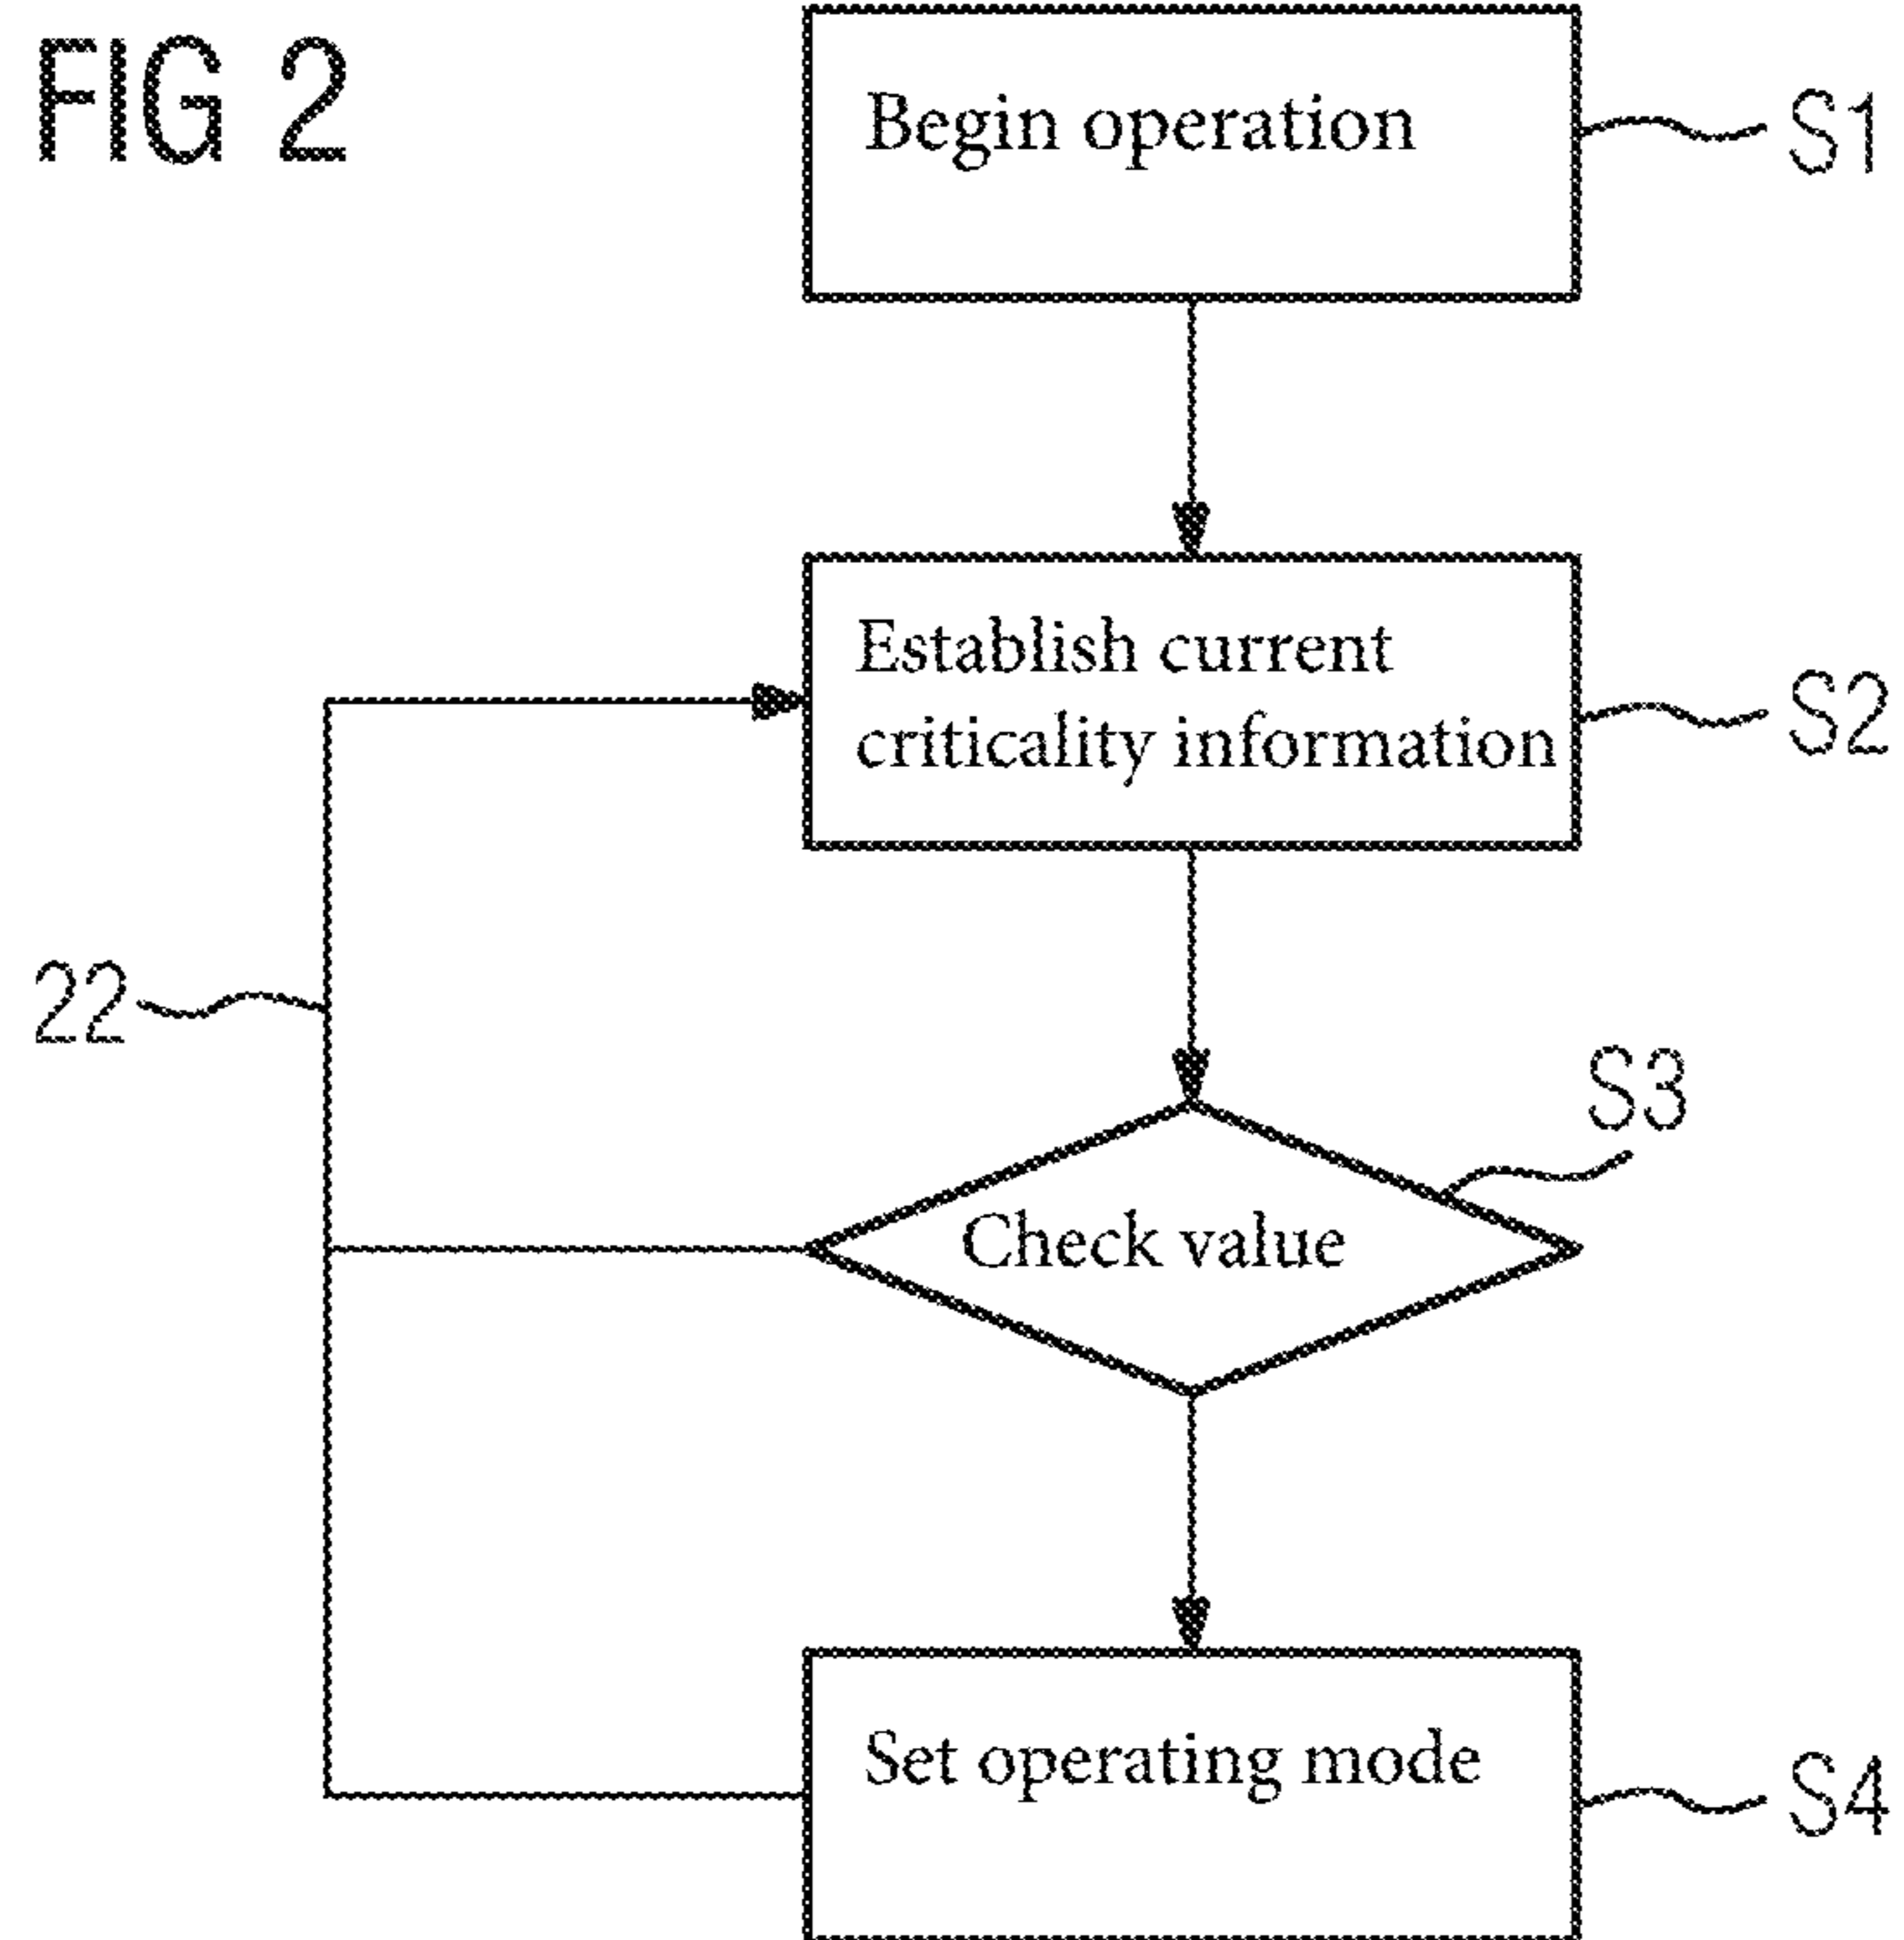 FIG 2
Begin operation
S1
Establish current
criticality information
S2
22
S3
Check value
Set operating mode
S4